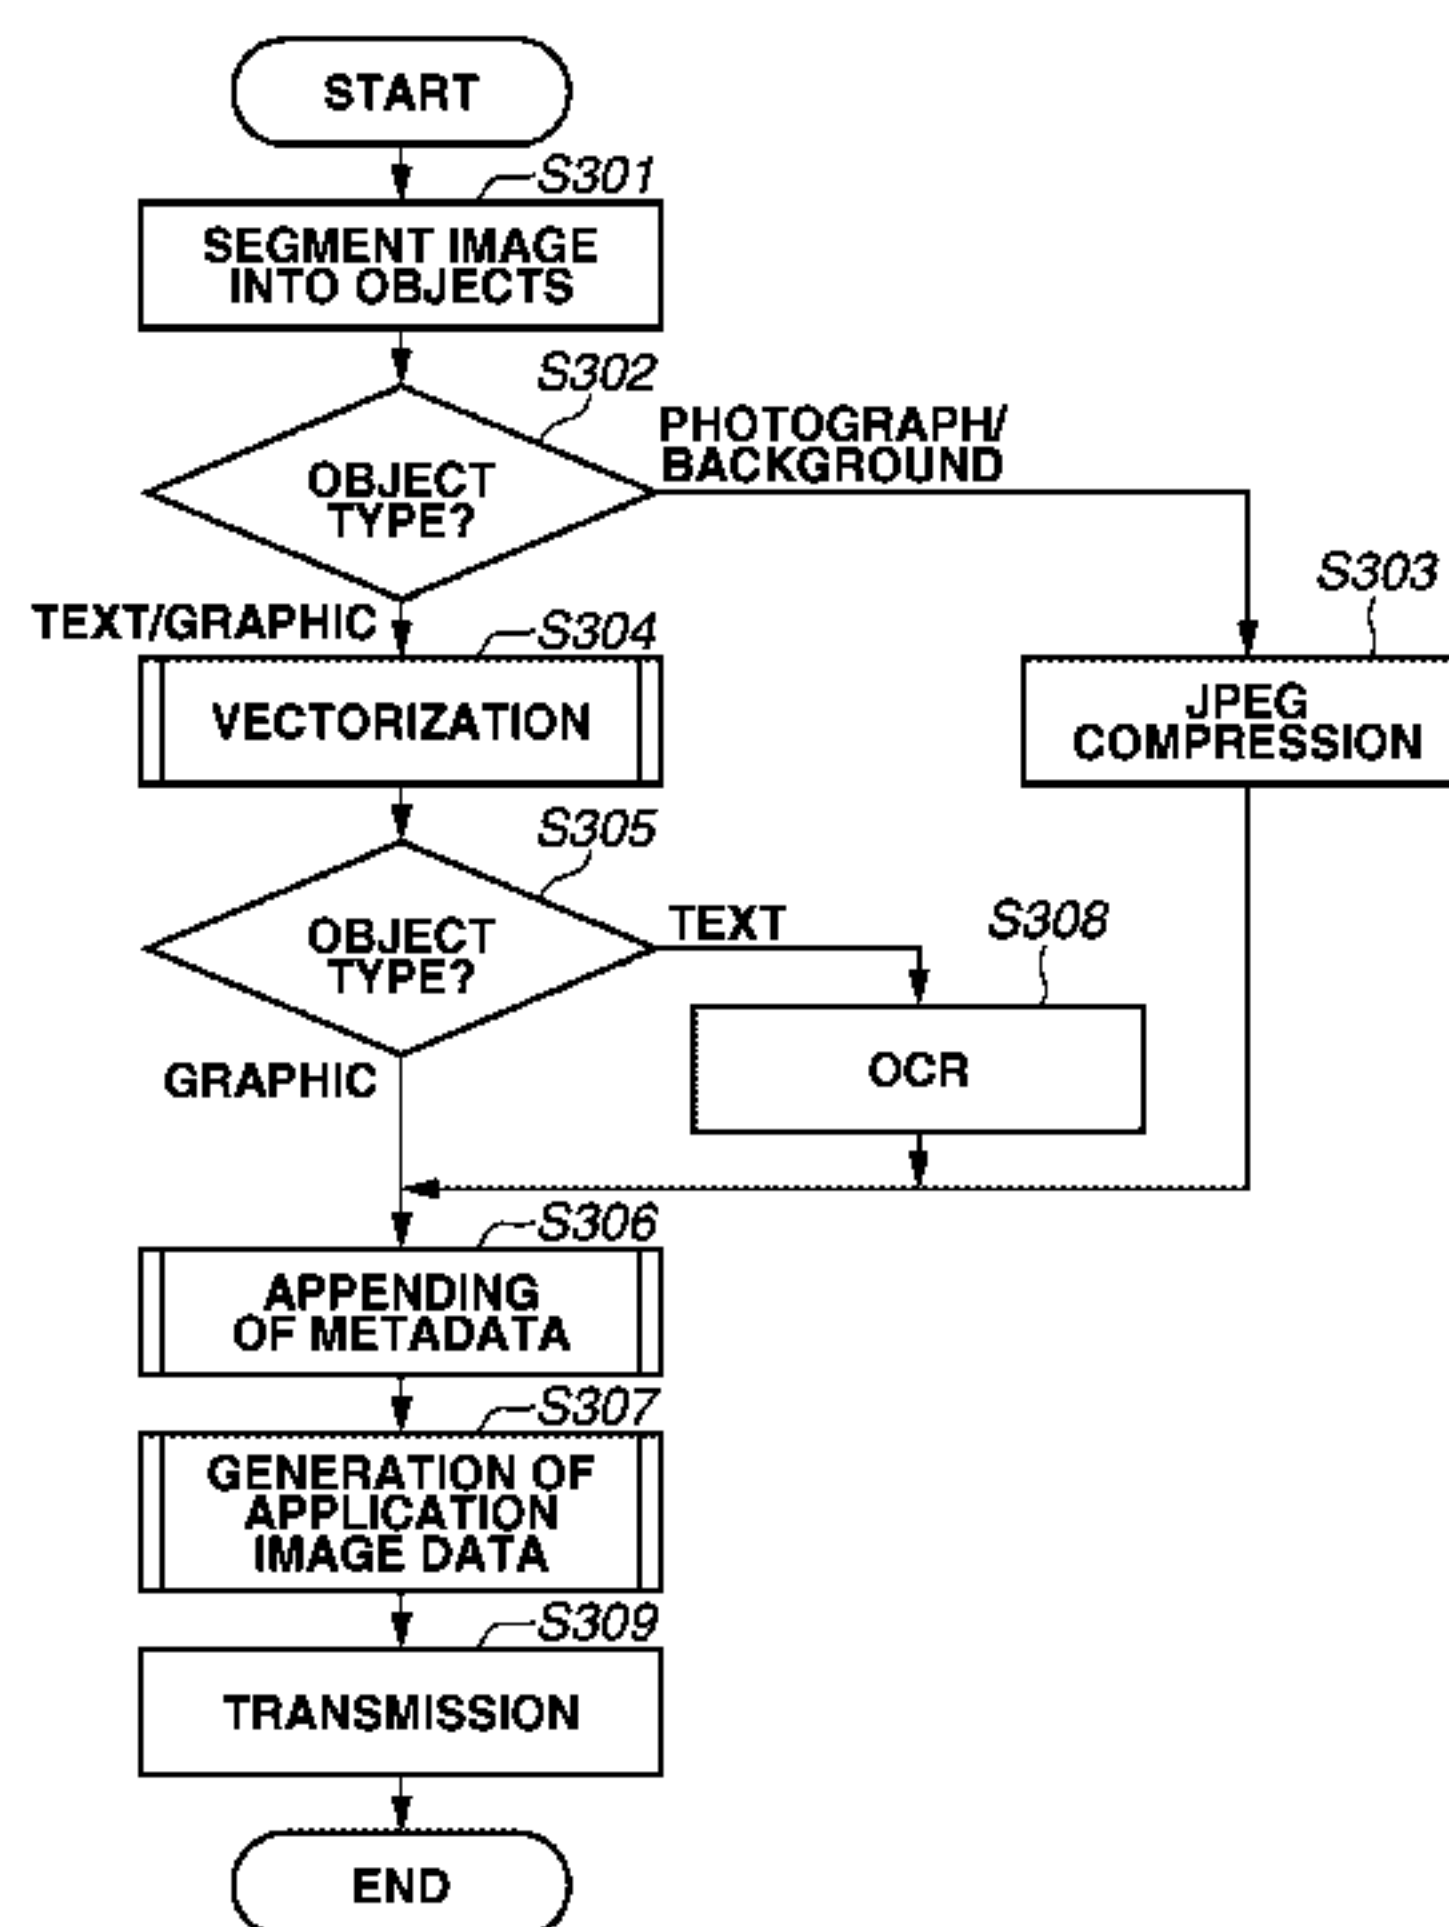 START
S301
SEGMENT IMAGE
INTO OBJECTS
S302
PHOTOGRAPH/
BACKGROUND
OBJECT
TYPE?
S303
TEXT/GRAPHIC
S304
VECTORIZATION
JPEG
COMPRESSION
S305
TEXT
S308
OBJECT
TYPE?
OCR
GRAPHIC
S306
APPENDING
OF METADATA
S307
GENERATION OF
APPLICATION
IMAGE DATA
S309
TRANSMISSION
END